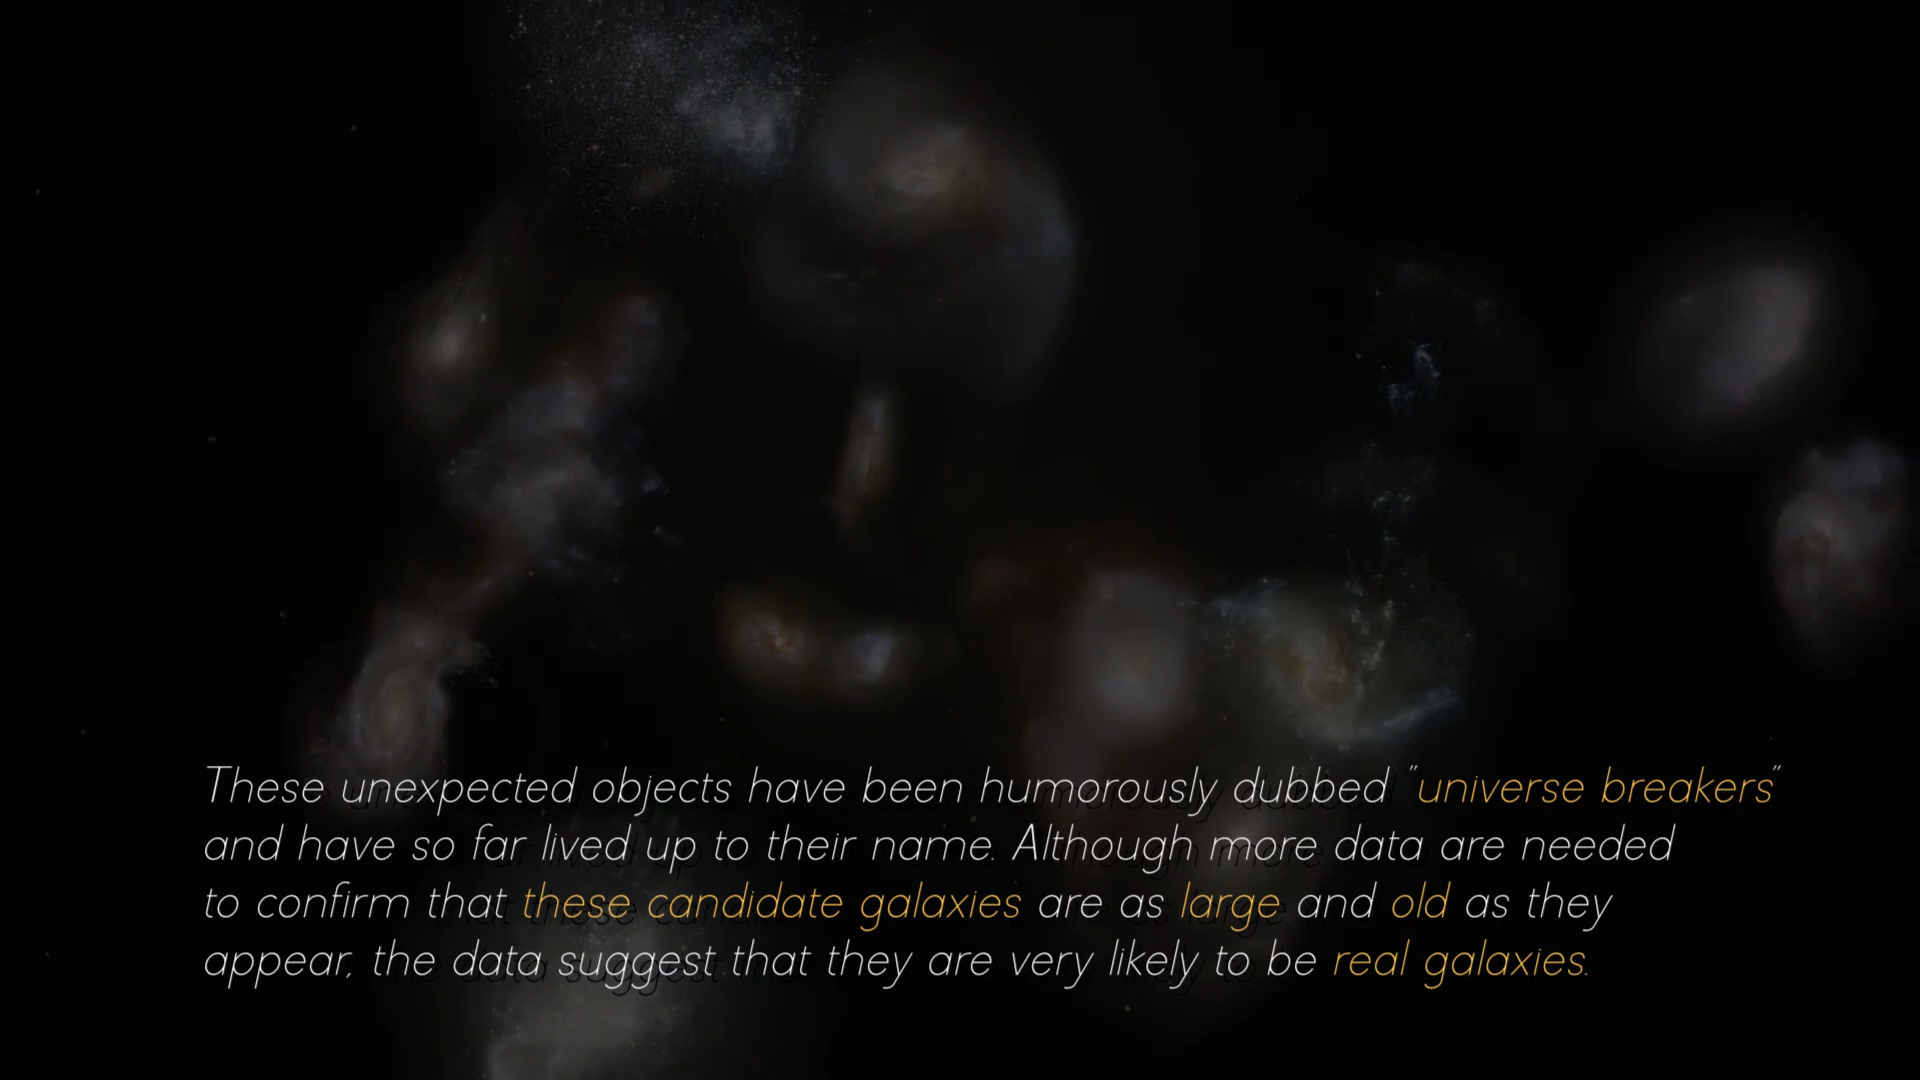 These unexpected objects have been humorously dubbed "universe breakers"
and have so far lived up to their name. Although more data are needed
to confirm that these candidate galaxies are as large and old as they
appear, the data suggest that they are very likely to be real galaxies.